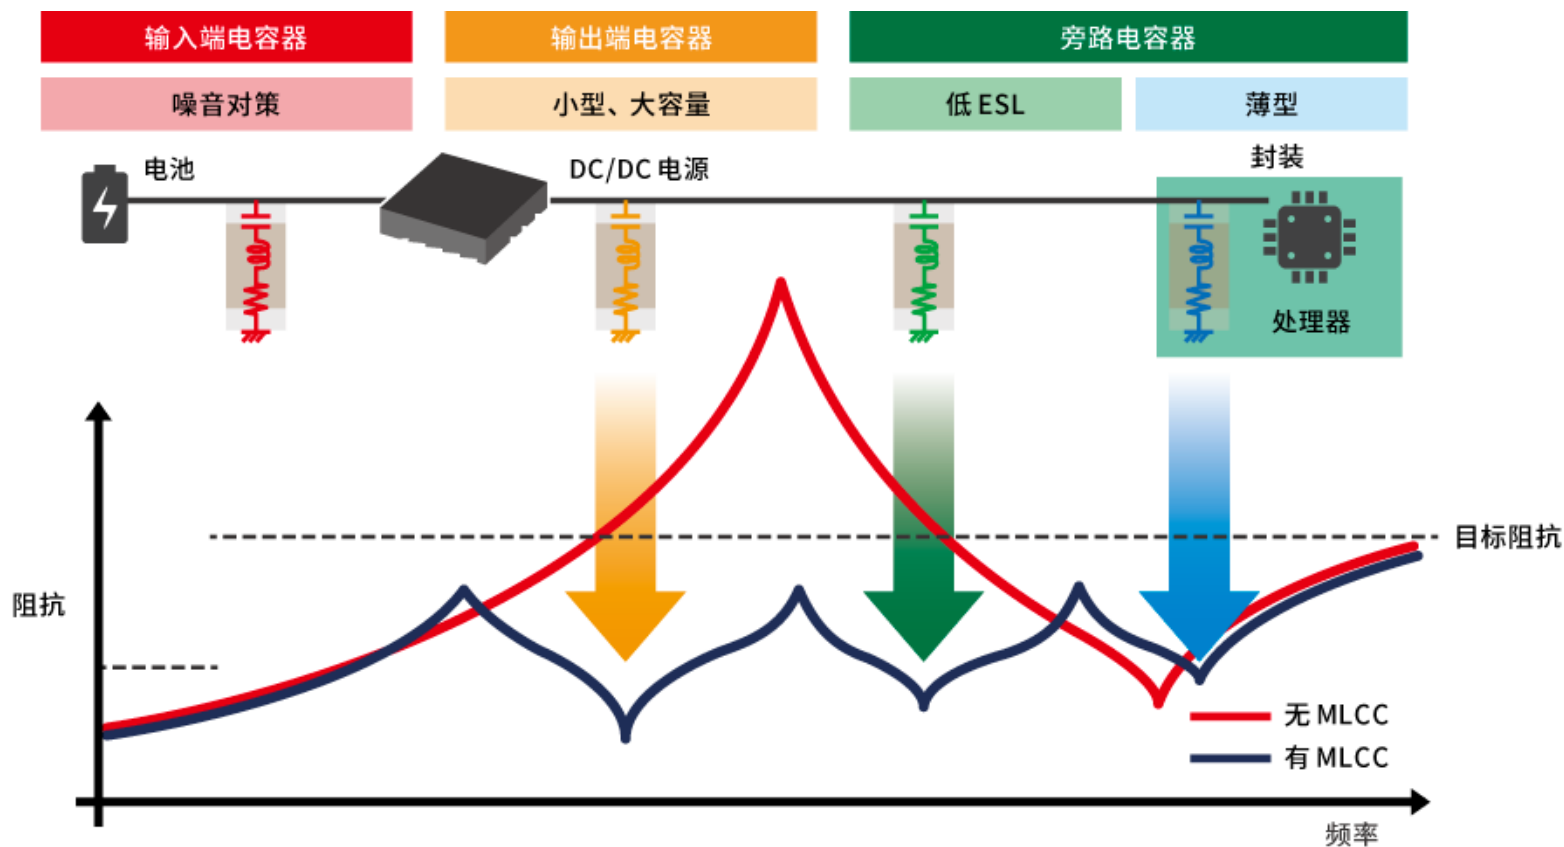 输入端电容器
输出端电容器
旁路电容器
噪音对策
小型、大容量
低 ESL
薄型
电池
DC/DC 电源
封装
处理器
目标阻抗
阻抗
无 MLCC
有 MLCC
频率